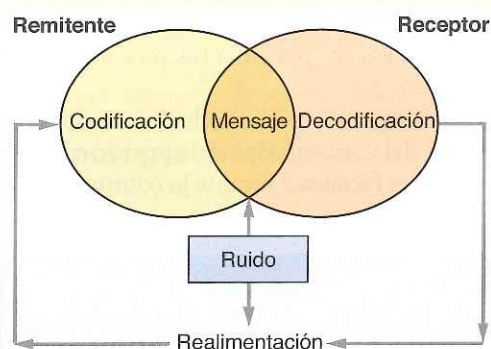 Remitente Receptor
Codificación Mensaje Decodificación
Ruido
Realimentación